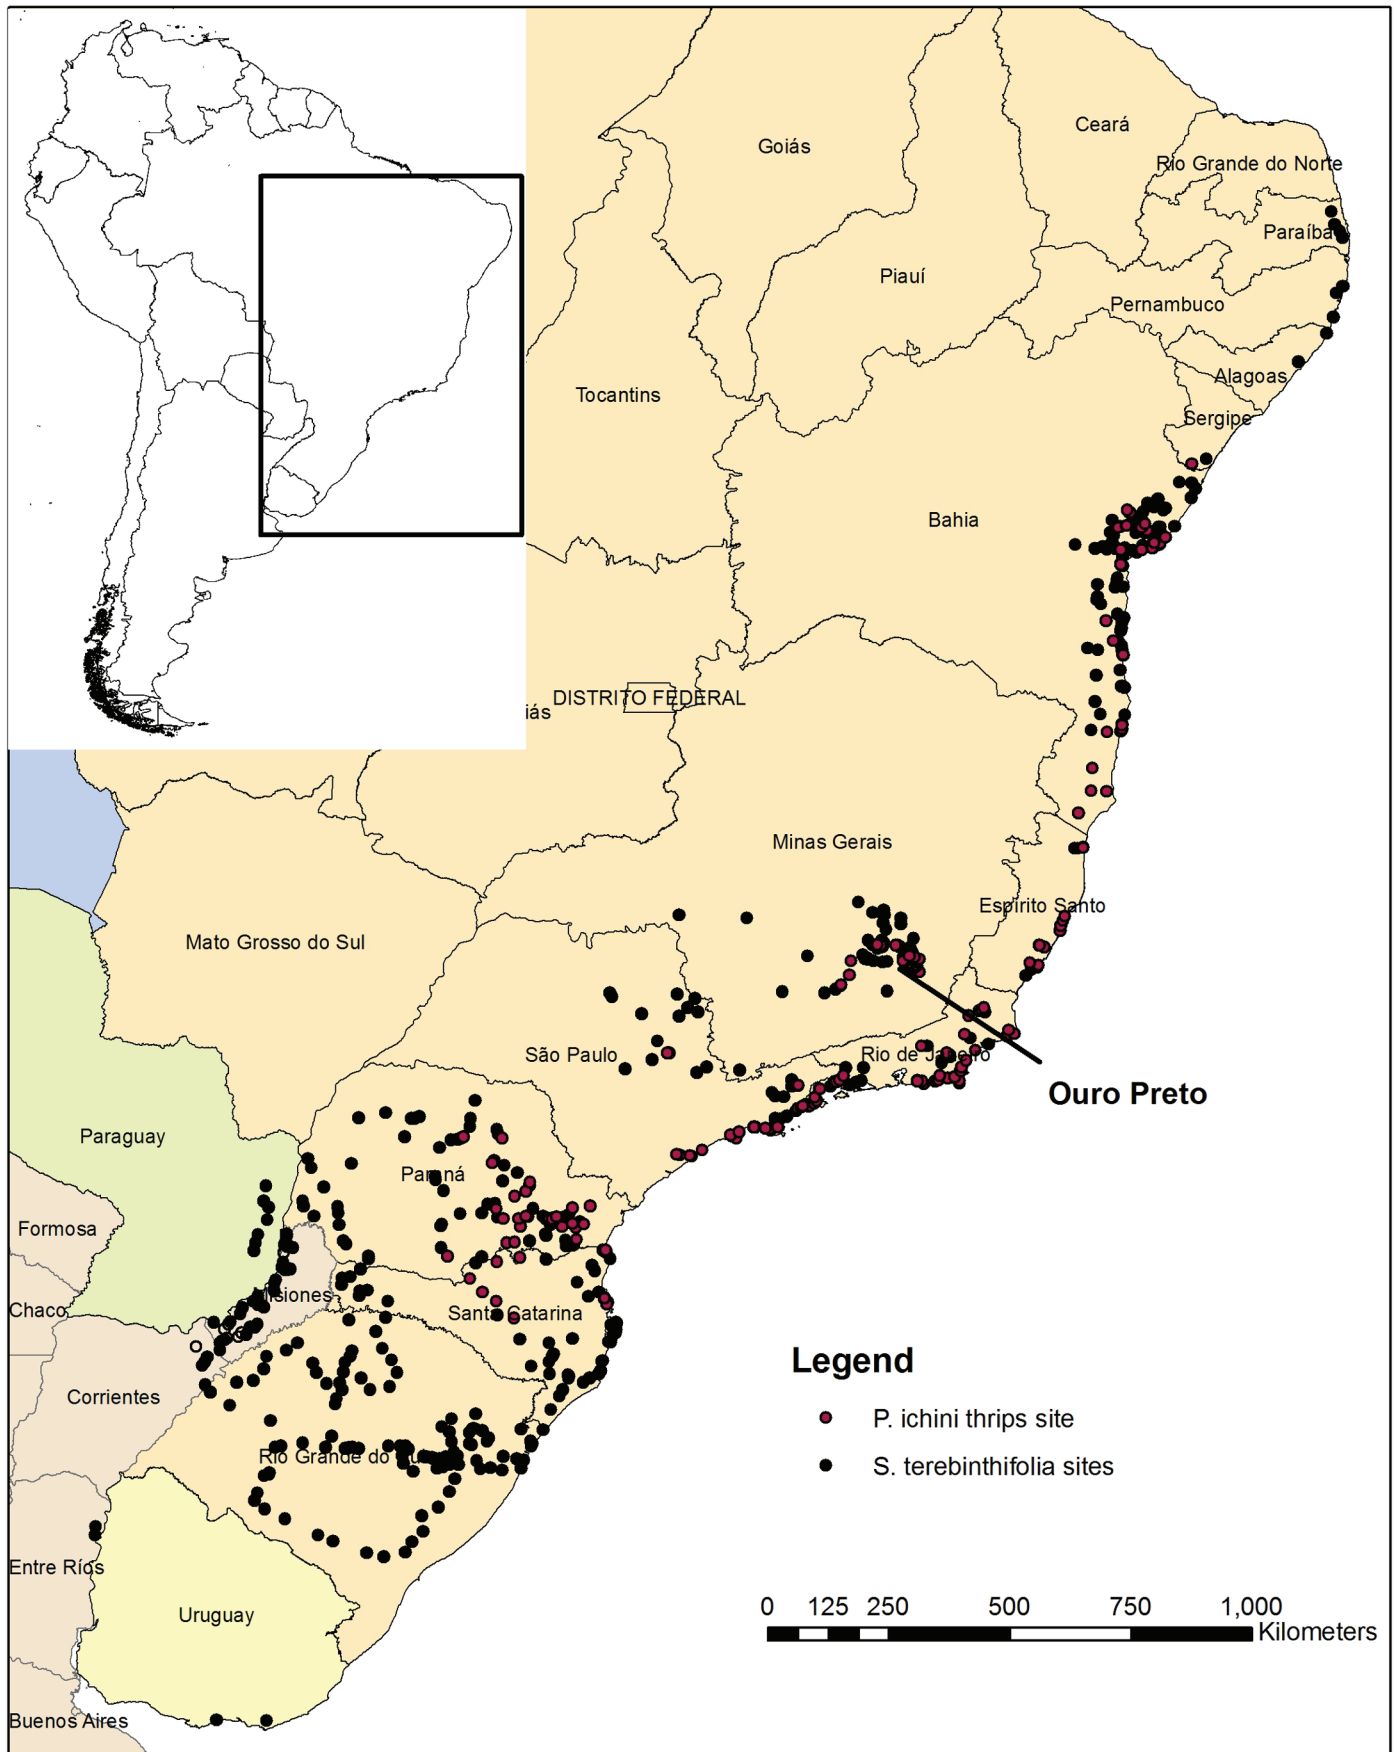 Ceará
Goiás
Rio Grande do Norte
Paraíba
Piauí
Pernambuco
Alagoas
Tocantins
Sergipe
Bahia
iás
DISTRITO FEDERAL
Minas Gerais
Espírito Santo
Mato Grosso do Sul
São Paulo
Rio de Janeiro
Ouro Preto
Paraguay
Paraná
Formosa
Misiones
Chaco
Santa Catarina
Legend
Corrientes
P. ichini thrips site
Rio Grande do Sul
S. terebinthifolia sites
Entre Ríos
Uruguay
0 125 250 500 750 1,000
Kilometers
Buenos Aires